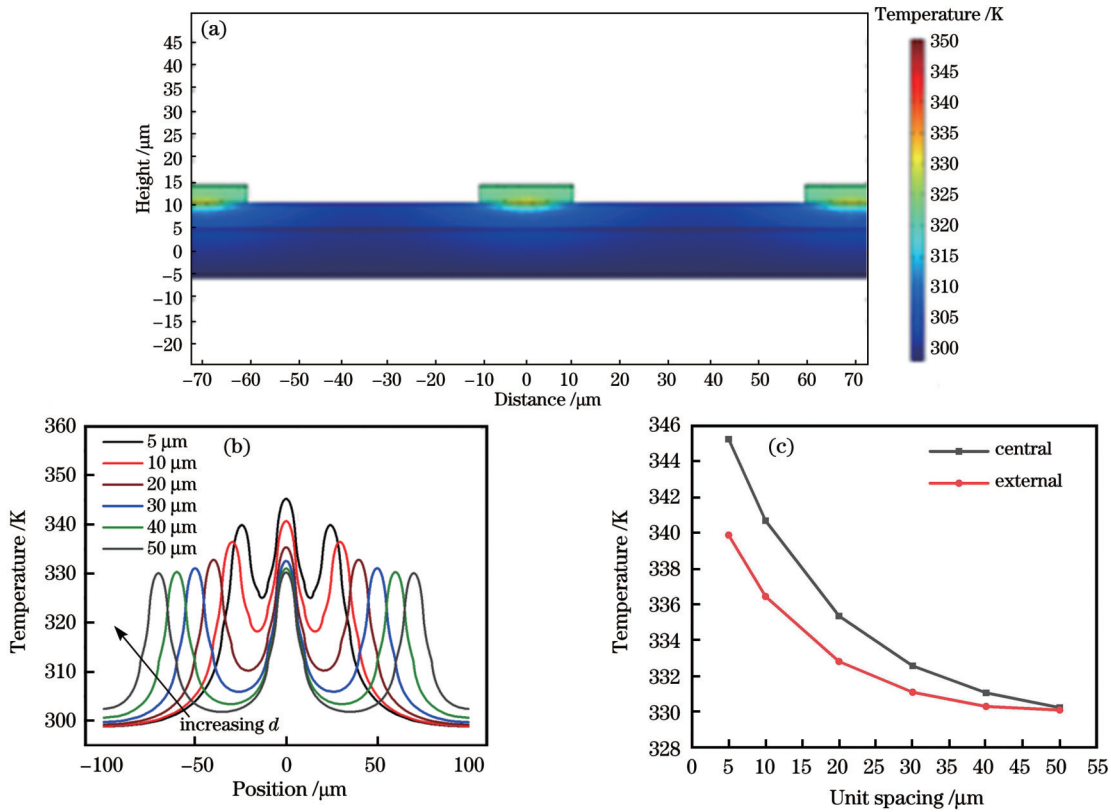 (a)
Temperature /K
Height /μm
45
40
35
30
25
20
15
10
5
0
−5
−10
−15
−20
−70 −60 −50 −40 −30 −20 −10 0 10 20 30 40 50 60 70
Distance /μm
350
345
340
335
330
325
320
315
310
305
300
(b)
Temperature /K
360
350
340
330
320
310
300
5 μm
10 μm
20 μm
30 μm
40 μm
50 μm
increasing d
−100 −50 0 50 100
Position /μm
(c)
Temperature /K
346
344
342
340
338
336
334
332
330
328
central
external
0 5 10 15 20 25 30 35 40 45 50 55
Unit spacing /μm